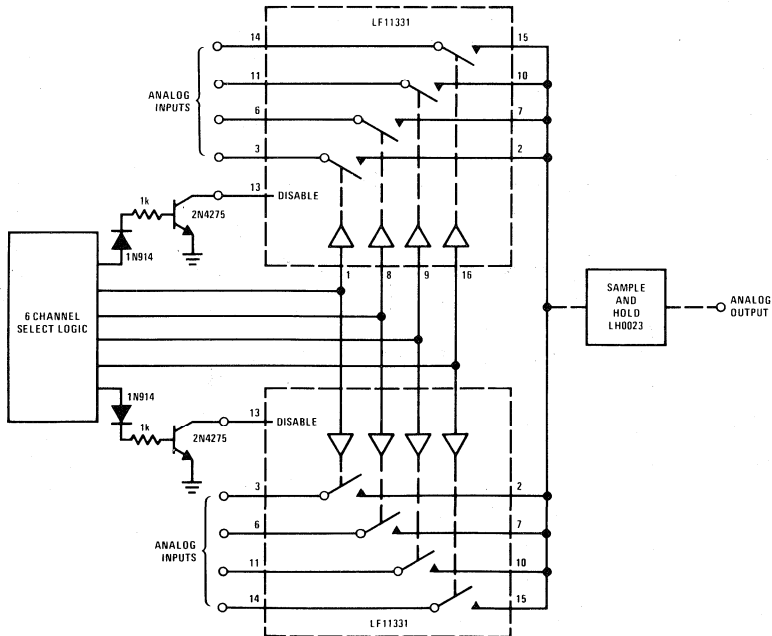 LF11331
14
15
11
10
ANALOG
INPUTS
6
7
3
2
1k
13
DISABLE
2N4275
1N914
1
8
9
16
6 CHANNEL
SELECT LOGIC
SAMPLE
AND
HOLD
LH0023
ANALOG
OUTPUT
1N914
13
DISABLE
1k
2N4275
3
2
6
7
ANALOG
INPUTS
11
10
14
15
LF11331